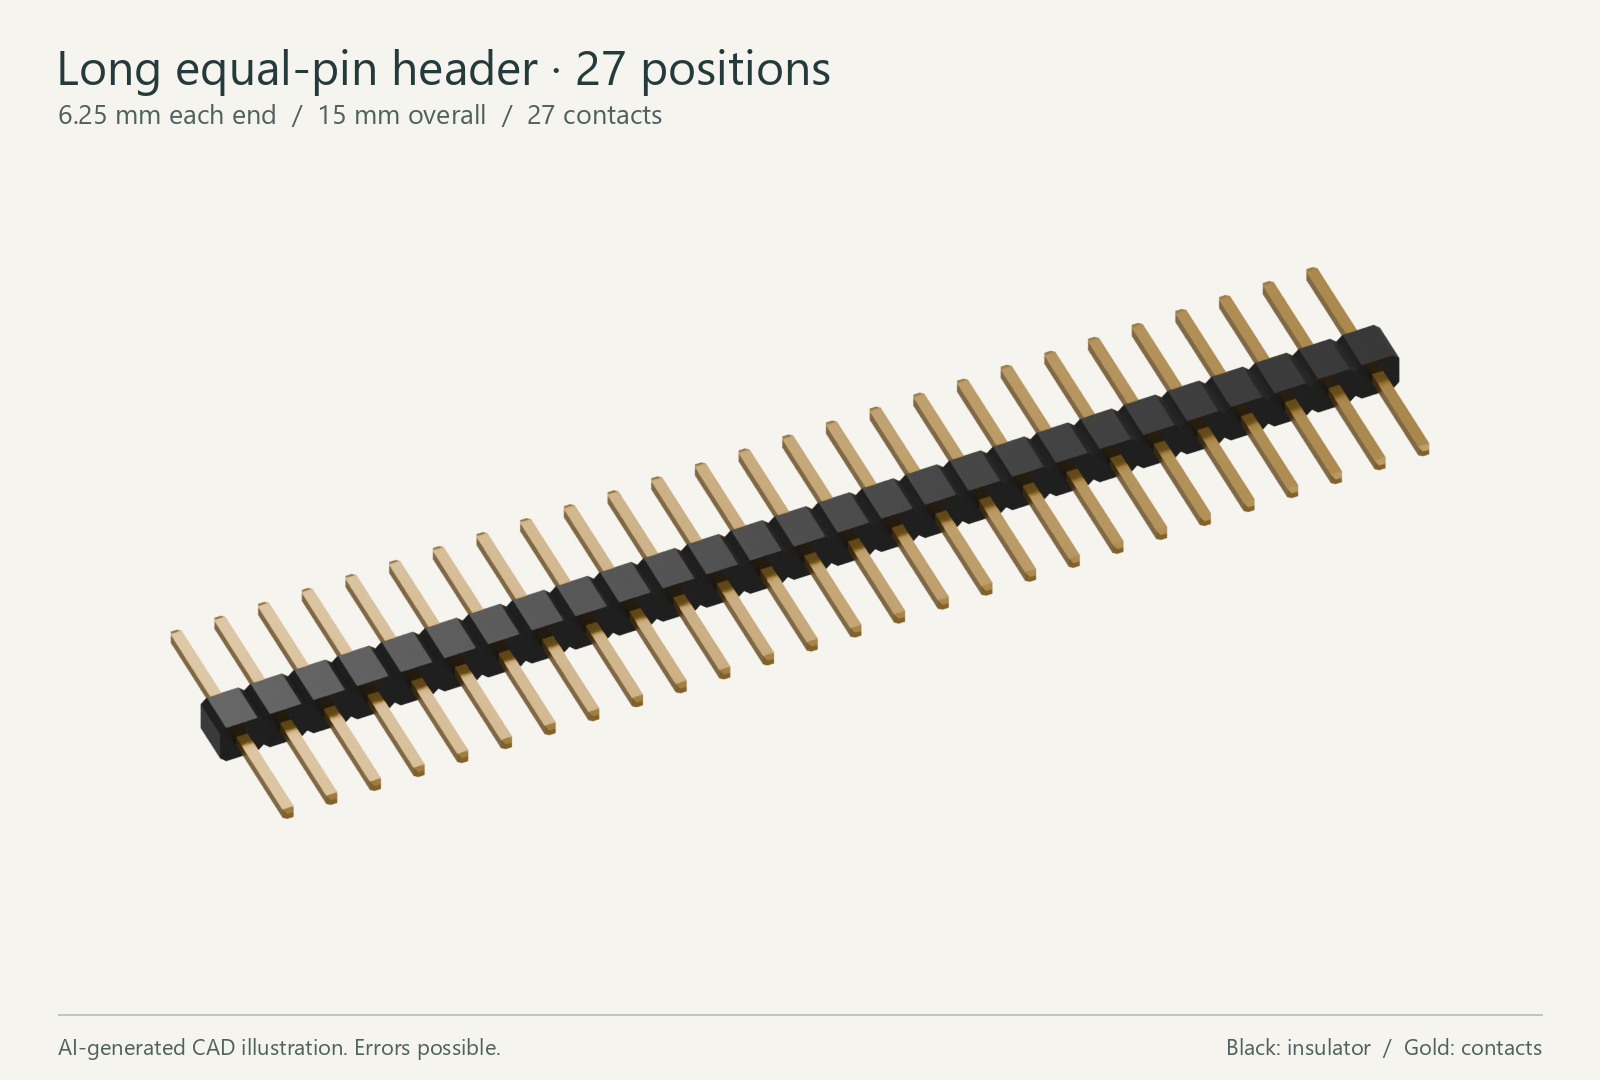 Long equal-pin header · 27 positions
6.25 mm each end / 15 mm overall / 27 contacts
AI-generated CAD illustration. Errors possible.
Black: insulator / Gold: contacts